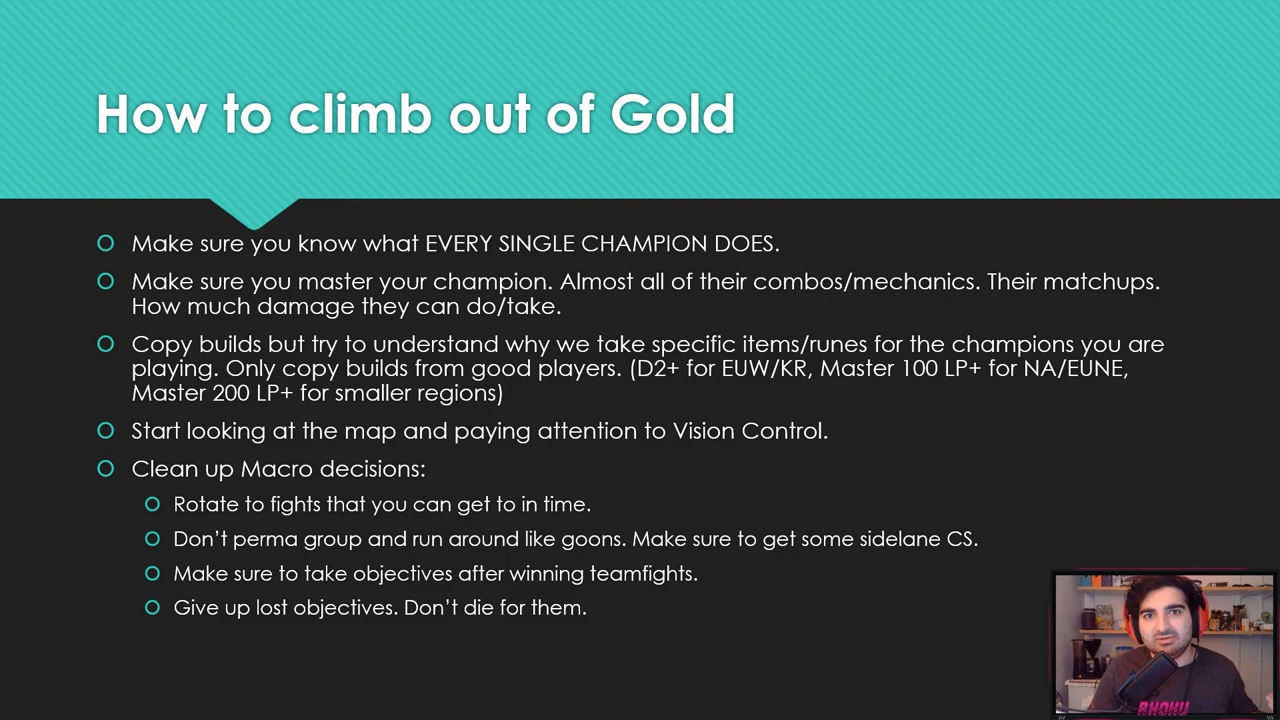 How to climb out of Gold
Make sure you know what EVERY SINGLE CHAMPION DOES.
Make sure you master your champion. Almost all of their combos/mechanics. Their matchups.
How much damage they can do/take.
Copy builds but try to understand why we take specific items/runes for the champions you are
playing. Only copy builds from good players. (D2+ for EUW/KR, Master 100 LP+ for NA/EUNE,
Master 200 LP+ for smaller regions)
Start looking at the map and paying attention to Vision Control.
Clean up Macro decisions:
Rotate to fights that you can get to in time.
Don't perma group and run around like goons. Make sure to get some sidelane CS.
Make sure to take objectives after winning teamfights.
Give up lost objectives. Don't die for them.
RHOKU